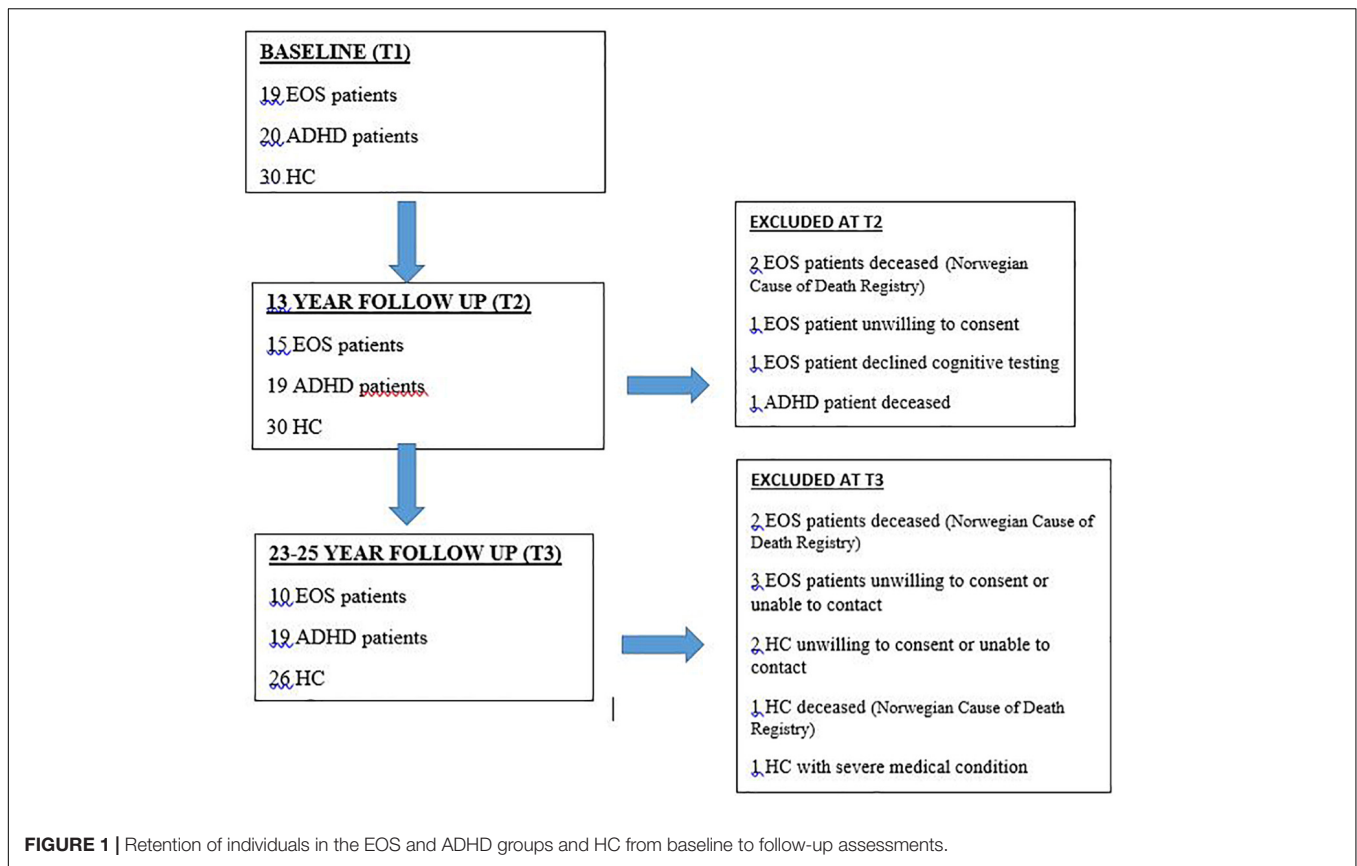 BASELINE (T1)
19 EOS patients
20 ADHD patients
30 HC
13 YEAR FOLLOW UP (T2)
15 EOS patients
19 ADHD patients
30 HC
EXCLUDED AT T2
2 EOS patients deceased (Norwegian
Cause of Death Registry)
1 EOS patient unwilling to consent
1 EOS patient declined cognitive testing
1 ADHD patient deceased
23-25 YEAR FOLLOW UP (T3)
10 EOS patients
19 ADHD patients
26 HC
EXCLUDED AT T3
2 EOS patients deceased (Norwegian Cause of
Death Registry)
3 EOS patients unwilling to consent or
unable to contact
2 HC unwilling to consent or unable to
contact
1 HC deceased (Norwegian Cause of Death
Registry)
1 HC with severe medical condition
FIGURE 1 | Retention of individuals in the EOS and ADHD groups and HC from baseline to follow-up assessments.